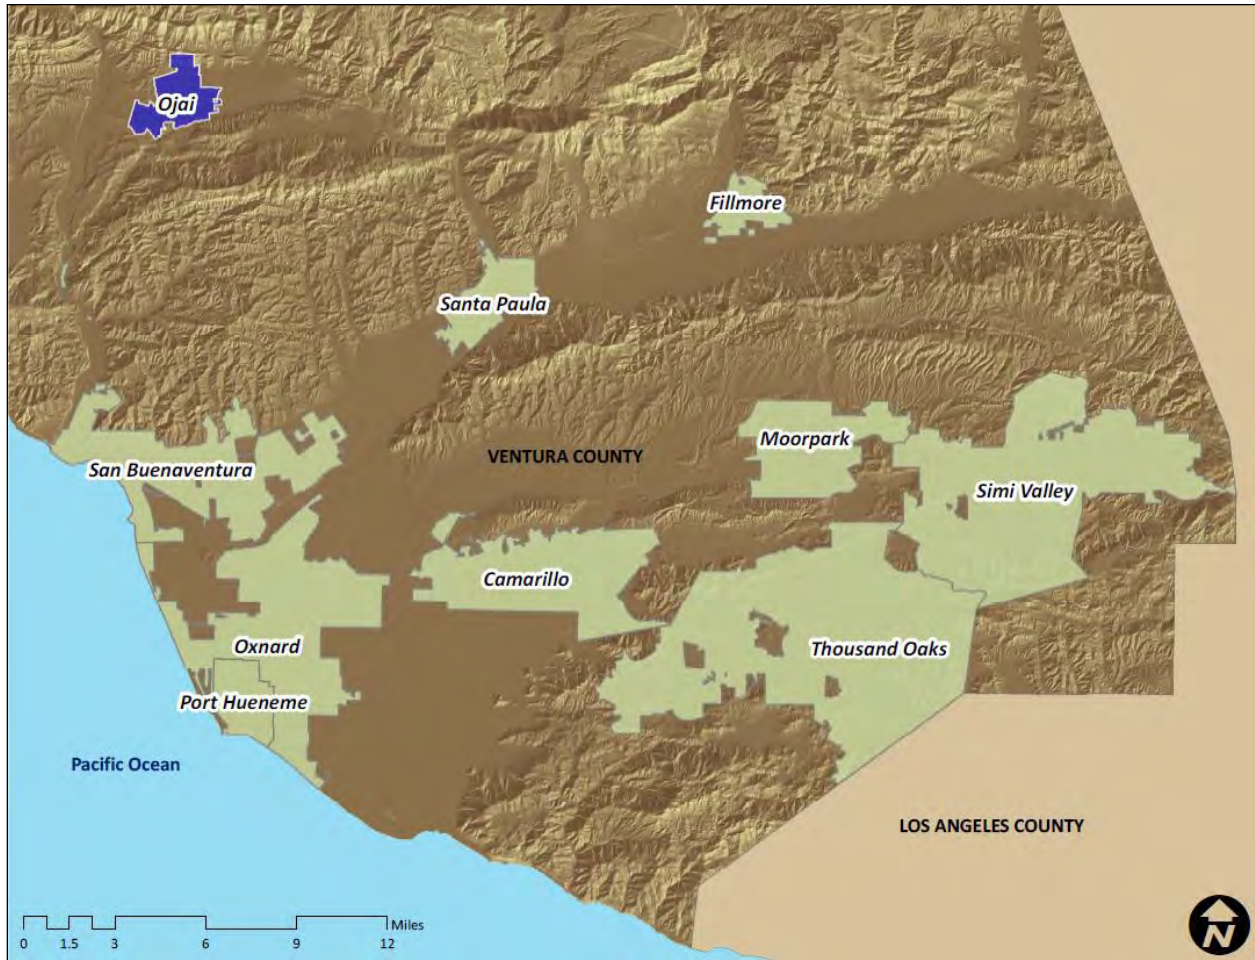 Ojai
Fillmore
Santa Paula
Moorpark
San Buenaventura
VENTURA COUNTY
Simi Valley
Camarillo
Oxnard
Thousand Oaks
Port Hueneme
Pacific Ocean
LOS ANGELES COUNTY
Miles
0 1.5 3 6 9 12
N